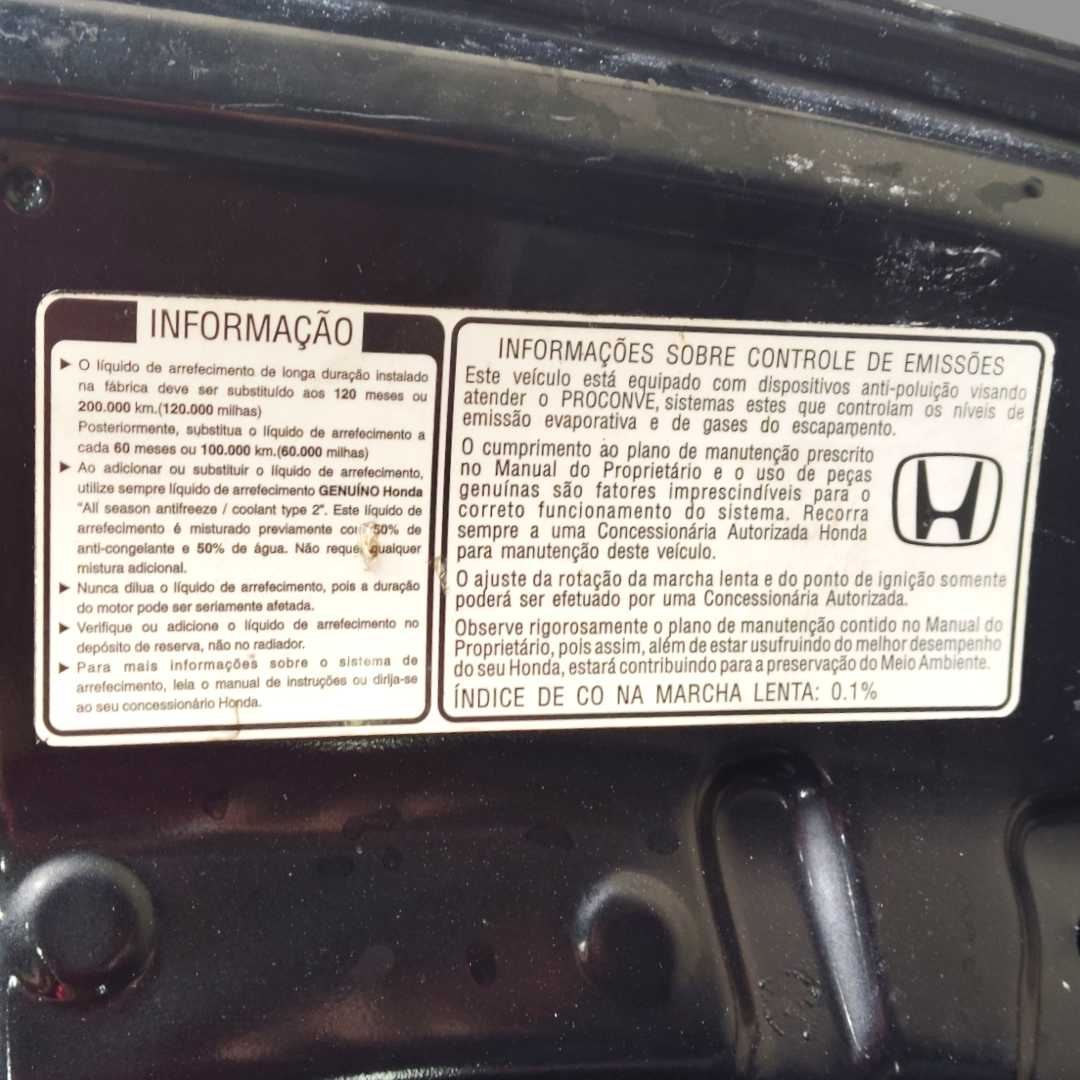 INFORMAÇÃO
► O líquido de arrefecimento de longa duração instalado
na fábrica deve ser substituído aos 120 meses ou
200.000 km.(120.000 milhas)
Posteriormente, substitua o líquido de arrefecimento a
cada 60 meses ou 100.000 km.(60.000 milhas)
► Ao adicionar ou substituir o líquido de arrefecimento,
utilize sempre líquido de arrefecimento GENUÍNO Honda
"All season antifreeze / coolant type 2". Este líquido de
arrefecimento é misturado previamente com 50% de
anti-congelante e 50% de água. Não requer qualquer
mistura adicional.
► Nunca dilua o líquido de arrefecimento, pois a duração
do motor pode ser seriamente afetada.
► Verifique ou adicione o líquido de arrefecimento no
depósito de reserva, não no radiador.
► Para mais informações sobre o sistema de
arrefecimento, leia o manual de instruções ou dirija-se
ao seu concessionário Honda.
INFORMAÇÕES SOBRE CONTROLE DE EMISSÕES
Este veículo está equipado com dispositivos anti-poluição visando
atender o PROCONVE, sistemas estes que controlam os níveis de
emissão evaporativa e de gases do escapamento.
O cumprimento ao plano de manutenção prescrito
no Manual do Proprietário e o uso de peças
genuínas são fatores imprescindíveis para o
correto funcionamento do sistema. Recorra
sempre a uma Concessionária Autorizada Honda
para manutenção deste veículo.
O ajuste da rotação da marcha lenta e do ponto de ignição somente
poderá ser efetuado por uma Concessionária Autorizada.
Observe rigorosamente o plano de manutenção contido no Manual do
Proprietário, pois assim, além de estar usufruindo do melhor desempenho
do seu Honda, estará contribuindo para a preservação do Meio Ambiente.
ÍNDICE DE CO NA MARCHA LENTA: 0.1%